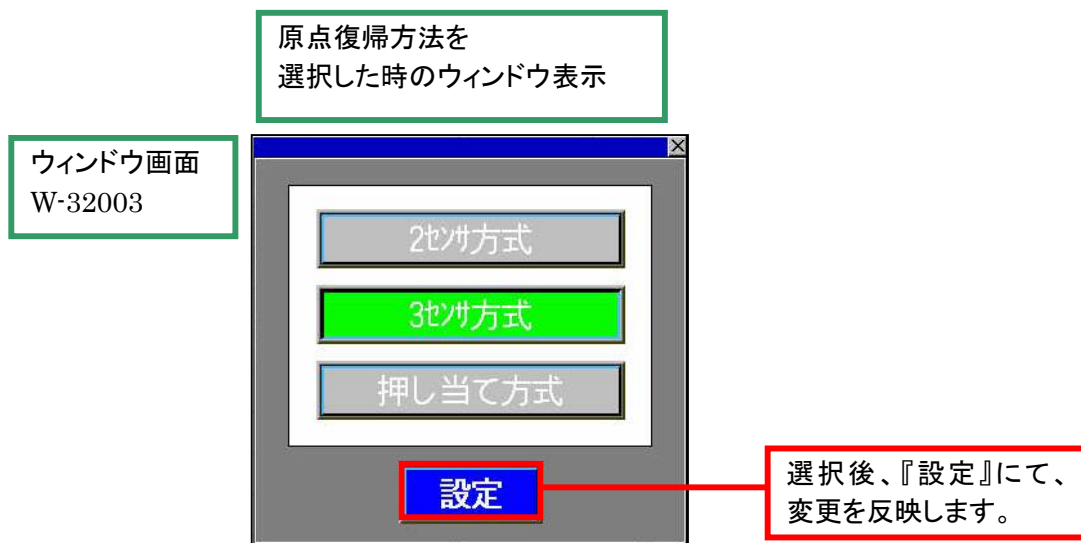 原点復帰方法を
選択した時のウィンドウ表示
ウィンドウ画面
W-32003
2ｾﾝｻ方式
3ｾﾝｻ方式
押し当て方式
設定
選択後、『設定』にて、
変更を反映します。